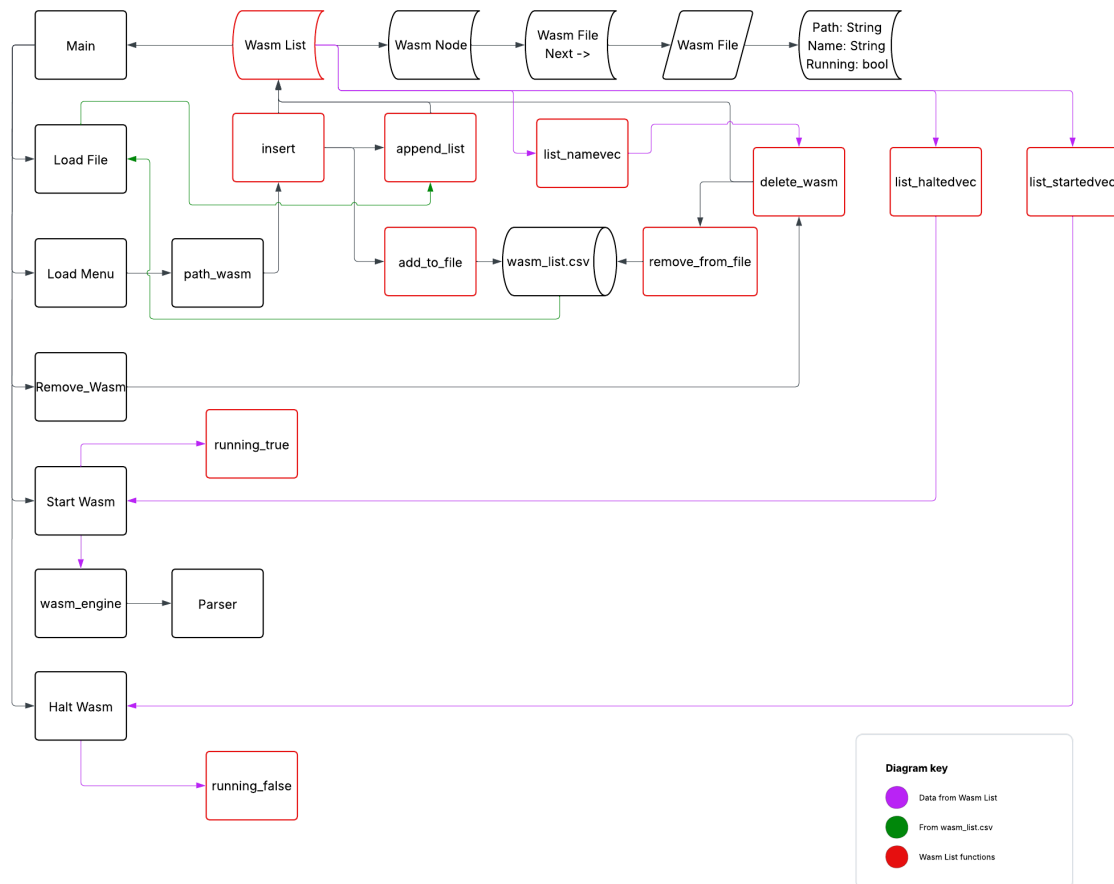 Main
Wasm List
Wasm Node
Wasm File
Next ->
Wasm File
Path: String
Name: String
Running: bool
Load File
insert
append_list
list_namevec
delete_wasm
list_haltedvec
list_startedvec
Load Menu
path_wasm
add_to_file
wasm_list.csv
remove_from_file
Remove_Wasm
running_true
Start Wasm
wasm_engine
Parser
Halt Wasm
running_false
Diagram key
Data from Wasm List
From wasm_list.csv
Wasm List functions